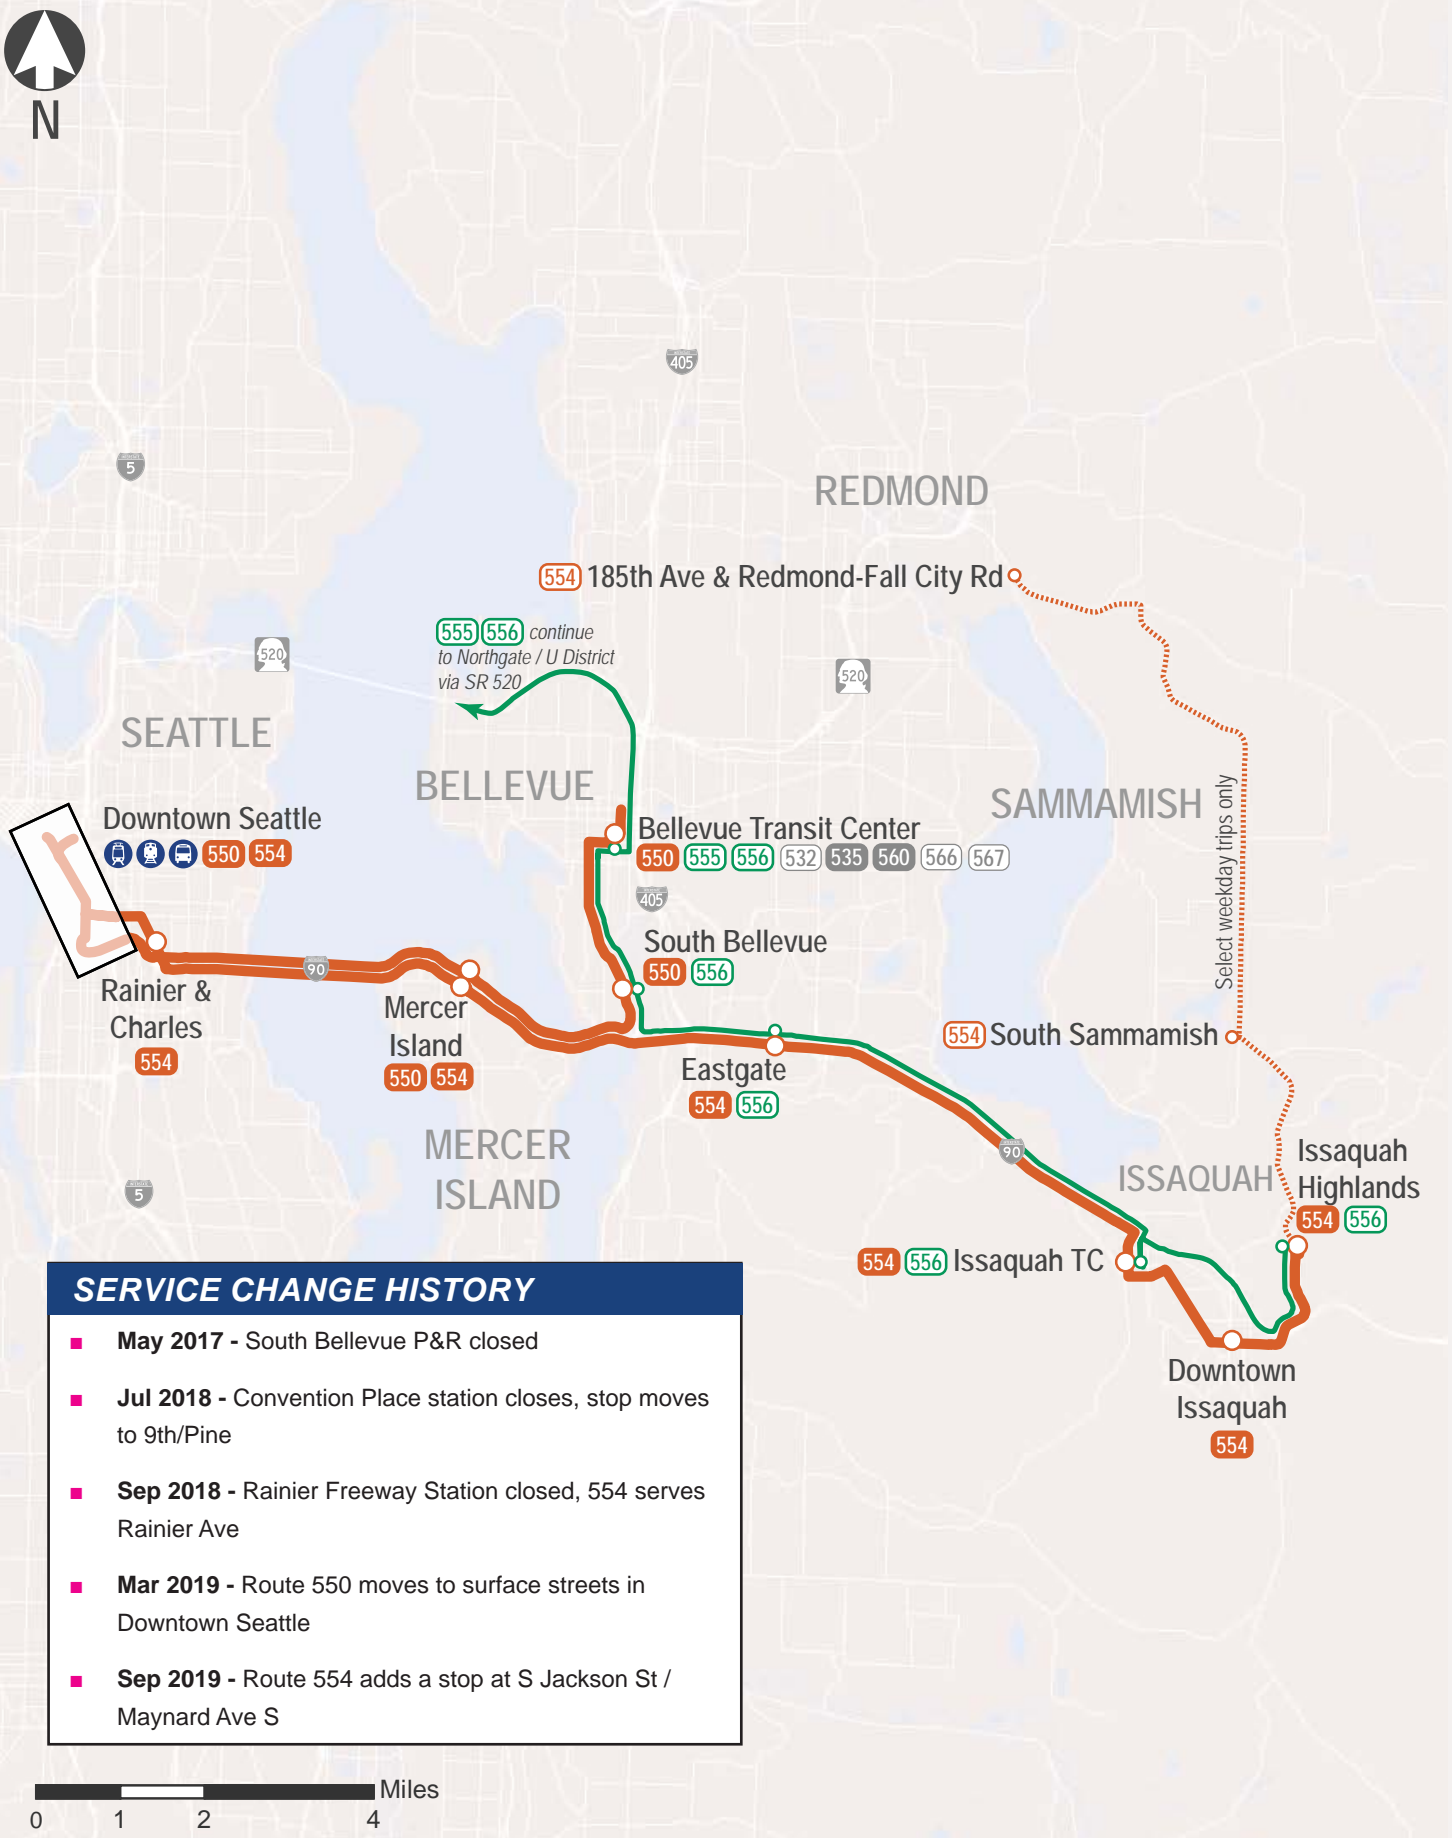 N
405
5
REDMOND
554 185th Ave & Redmond-Fall City Rd
555 556 continue
to Northgate / U District
via SR 520
520
520
SEATTLE
BELLEVUE
SAMMAMISH
Select weekday trips only
Downtown Seattle
550 554
Bellevue Transit Center
550 555 556 532 535 560 566 567
405
South Bellevue
550 556
90
Rainier &
Charles
554
Mercer
Island
550 554
554 South Sammamish
Eastgate
554 556
MERCER
ISLAND
90
ISSAQUAH
Issaquah
Highlands
554 556
5
554 556 Issaquah TC
Downtown
Issaquah
554
SERVICE CHANGE HISTORY
May 2017 - South Bellevue P&R closed
Jul 2018 - Convention Place station closes, stop moves
to 9th/Pine
Sep 2018 - Rainier Freeway Station closed, 554 serves
Rainier Ave
Mar 2019 - Route 550 moves to surface streets in
Downtown Seattle
Sep 2019 - Route 554 adds a stop at S Jackson St /
Maynard Ave S
Miles
0 1 2 4